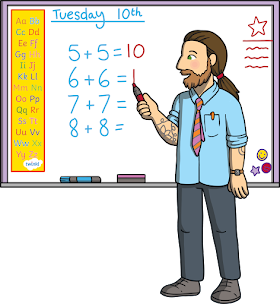 Tuesday 10th
Aa Bb
Cc Dd
Ee Ff
Gg Hh
Ii Jj
Kk Ll
Mm Nn
Oo Pp
Qq Rr
Ss Tt
Uu Vv
Ww Xx
Yy Zz
twinkl
5+5=10
6+6=1
7+7=
8+8=